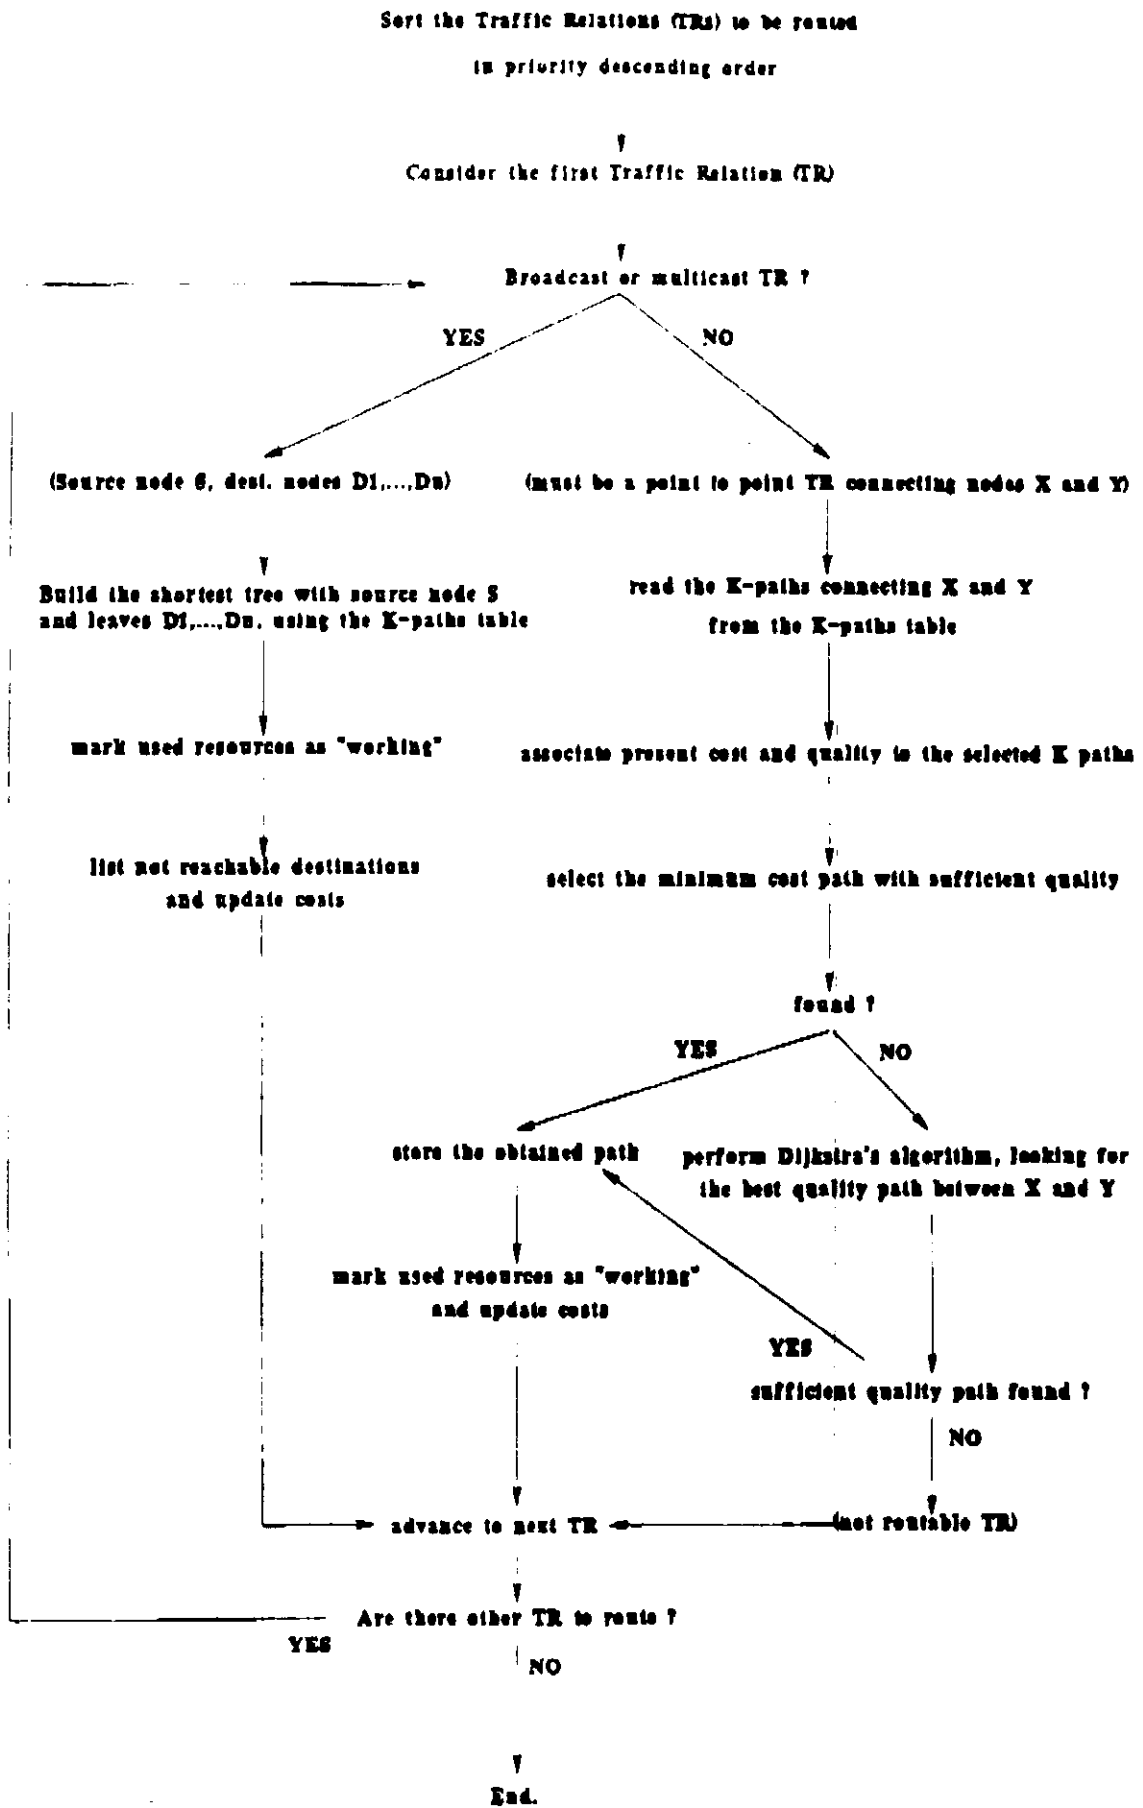 Sort the Traffic Relations (TRs) to be routed
in priority descending order
Consider the first Traffic Relation (TR)
Broadcast or multicast TR ?
YES
NO
(Source node S, dest. nodes D1,...,Dn)
(must be a point to point TR connecting nodes X and Y)
Build the shortest tree with source node S
and leaves D1,...,Dn, using the K-paths table
read the K-paths connecting X and Y
from the K-paths table
mark used resources as "working"
associate present cost and quality to the selected K paths
list not reachable destinations
and update costs
select the minimum cost path with sufficient quality
found ?
YES
NO
store the obtained path
perform Dijkstra's algorithm, looking for
the best quality path between X and Y
mark used resources as "working"
and update costs
YES
sufficient quality path found ?
NO
advance to next TR
(not routable TR)
Are there other TR to route ?
YES
NO
End.